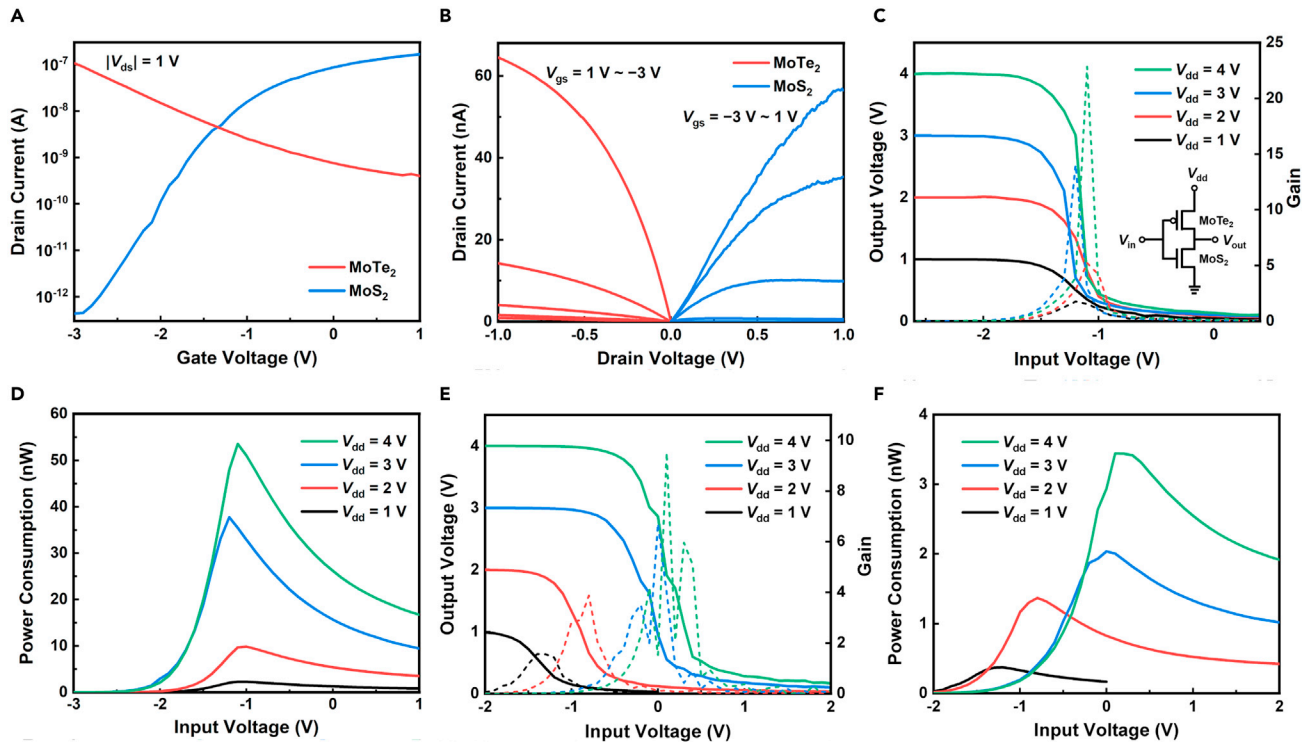 A
Drain Current (A)
10⁻⁷
10⁻⁸
10⁻⁹
10⁻¹⁰
10⁻¹¹
10⁻¹²
|Vds| = 1 V
MoTe₂
MoS₂
-3 -2 -1 0 1
Gate Voltage (V)
B
Drain Current (nA)
60
40
20
0
Vgs = 1 V ~ −3 V
MoTe₂
MoS₂
Vgs = −3 V ~ 1 V
-1.0 -0.5 0.0 0.5 1.0
Drain Voltage (V)
C
Output Voltage (V)
4
3
2
1
0
Vdd = 4 V
Vdd = 3 V
Vdd = 2 V
Vdd = 1 V
Vdd
MoTe₂
Vin
Vout
MoS₂
25
20
15
10
5
0
Gain
-2 -1 0
Input Voltage (V)
D
Power Consumption (nW)
60
50
40
30
20
10
0
Vdd = 4 V
Vdd = 3 V
Vdd = 2 V
Vdd = 1 V
-3 -2 -1 0 1
Input Voltage (V)
E
Output Voltage (V)
4
3
2
1
0
Vdd = 4 V
Vdd = 3 V
Vdd = 2 V
Vdd = 1 V
10
8
6
4
2
0
Gain
-2 -1 0 1 2
Input Voltage (V)
F
Power Consumption (nW)
4
3
2
1
0
Vdd = 4 V
Vdd = 3 V
Vdd = 2 V
Vdd = 1 V
-2 -1 0 1 2
Input Voltage (V)